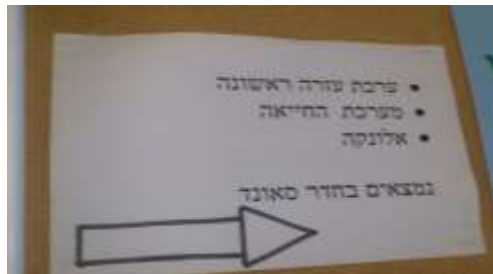 • ערכת עזרה ראשונה
• מערכת החייאה
• אלונקה
נמצאים בחדר סאונד